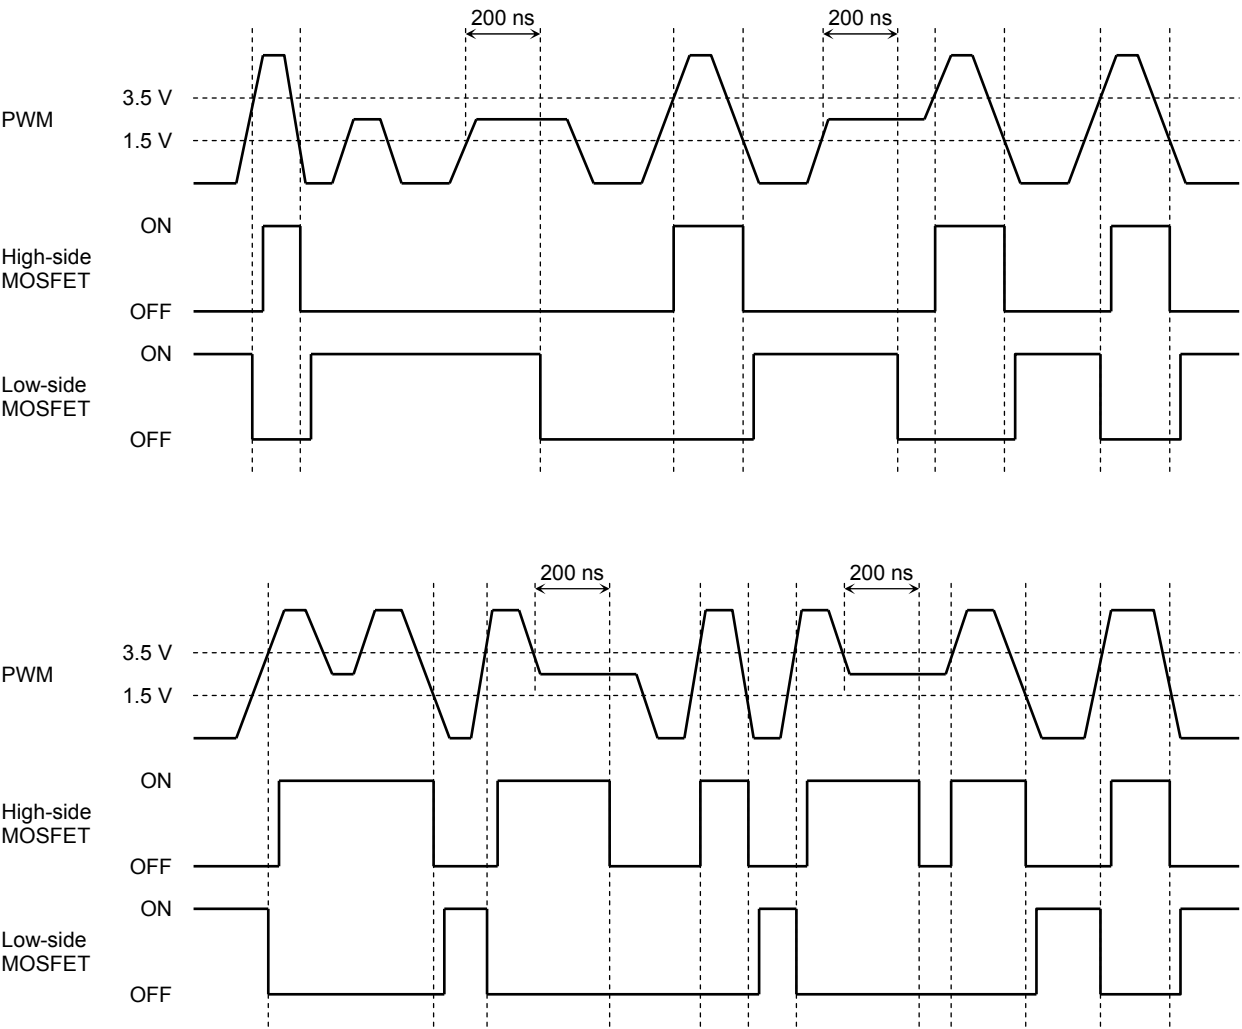 200 ns
200 ns
3.5 V
PWM
1.5 V
ON
High-side
MOSFET
OFF
ON
Low-side
MOSFET
OFF
200 ns
200 ns
3.5 V
PWM
1.5 V
ON
High-side
MOSFET
OFF
ON
Low-side
MOSFET
OFF